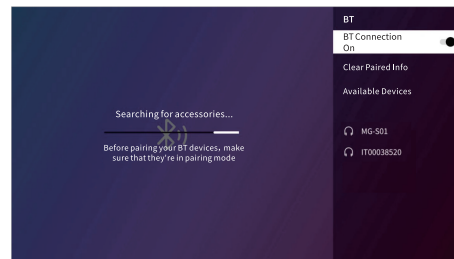 Searching for accessories...
Before pairing your BT devices, make
sure that they're in pairing mode
BT
BT Connection
On
Clear Paired Info
Available Devices
MG-S01
IT00038520